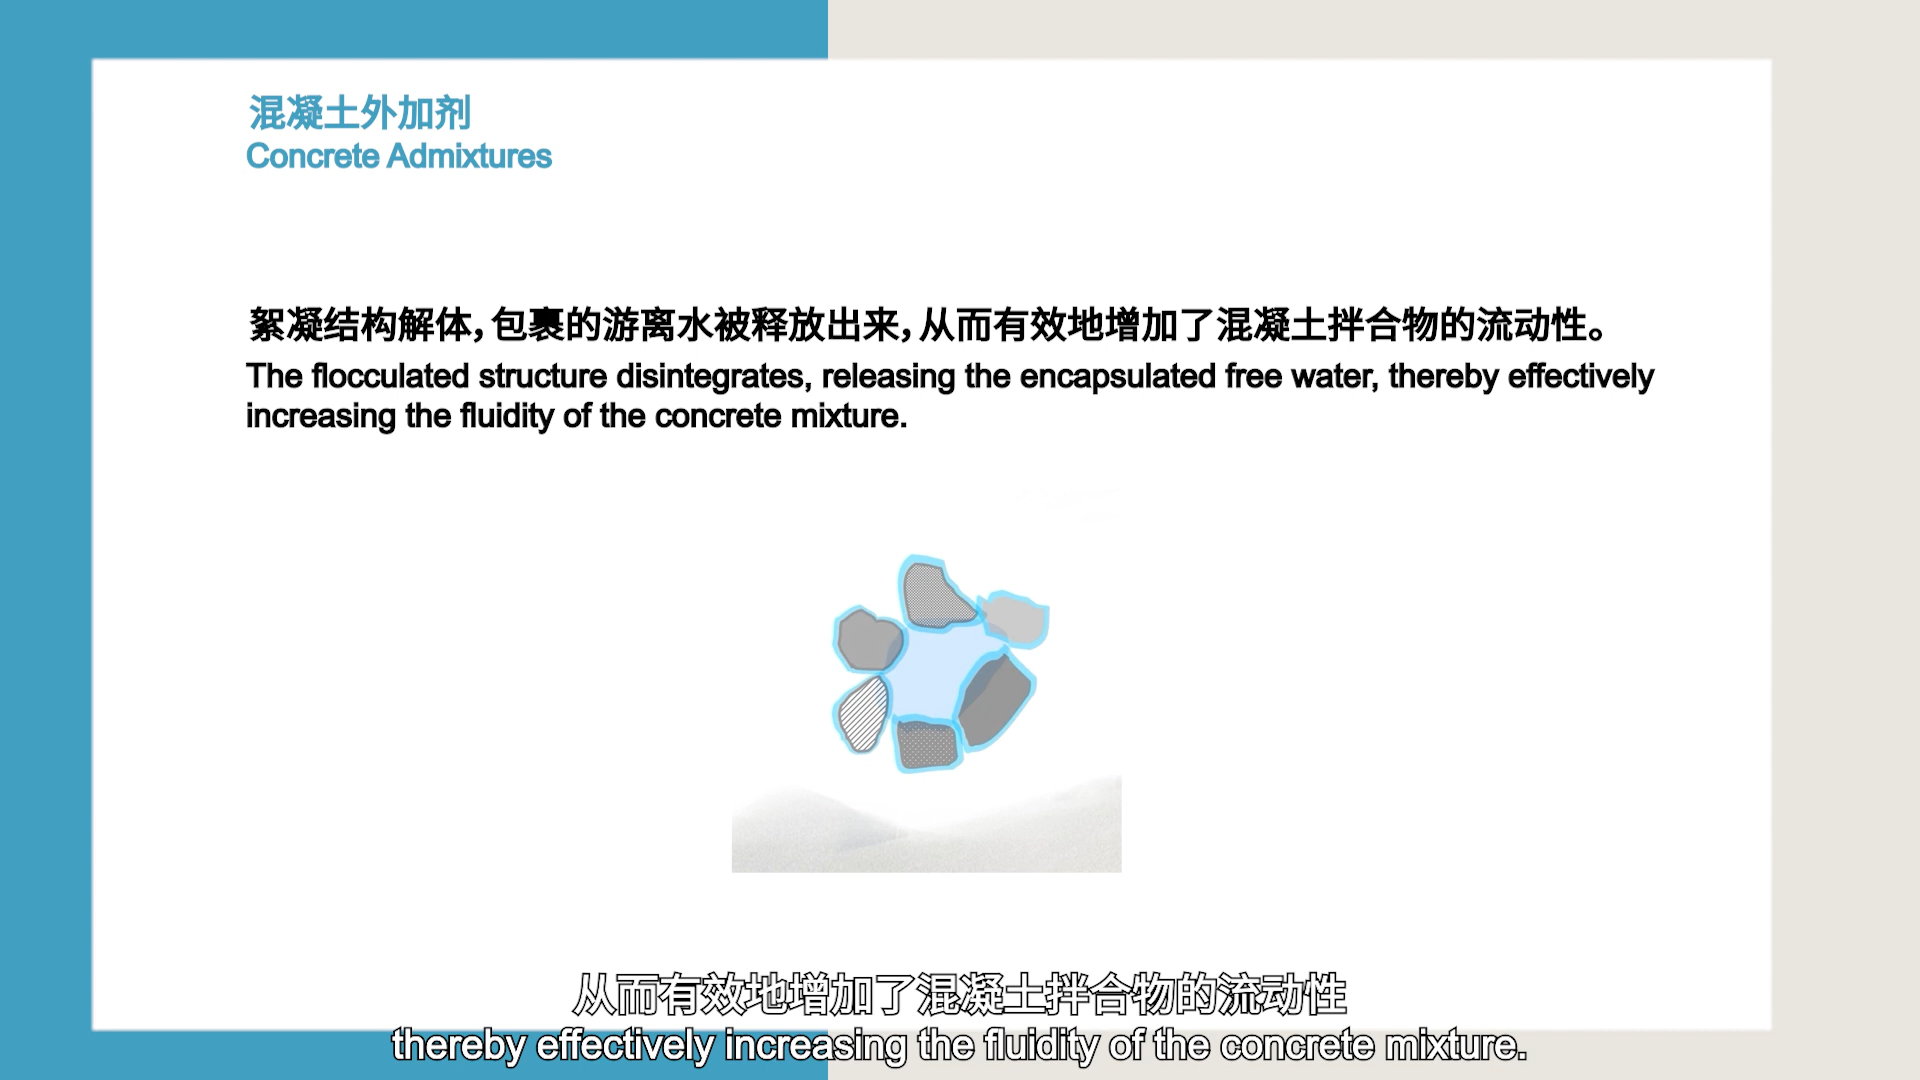 混凝土外加剂
Concrete Admixtures
絮凝结构解体，包裹的游离水被释放出来，从而有效地增加了混凝土拌合物的流动性。
The flocculated structure disintegrates, releasing the encapsulated free water, thereby effectively
increasing the fluidity of the concrete mixture.
从而有效地增加了混凝土拌合物的流动性
thereby effectively increasing the fluidity of the concrete mixture.